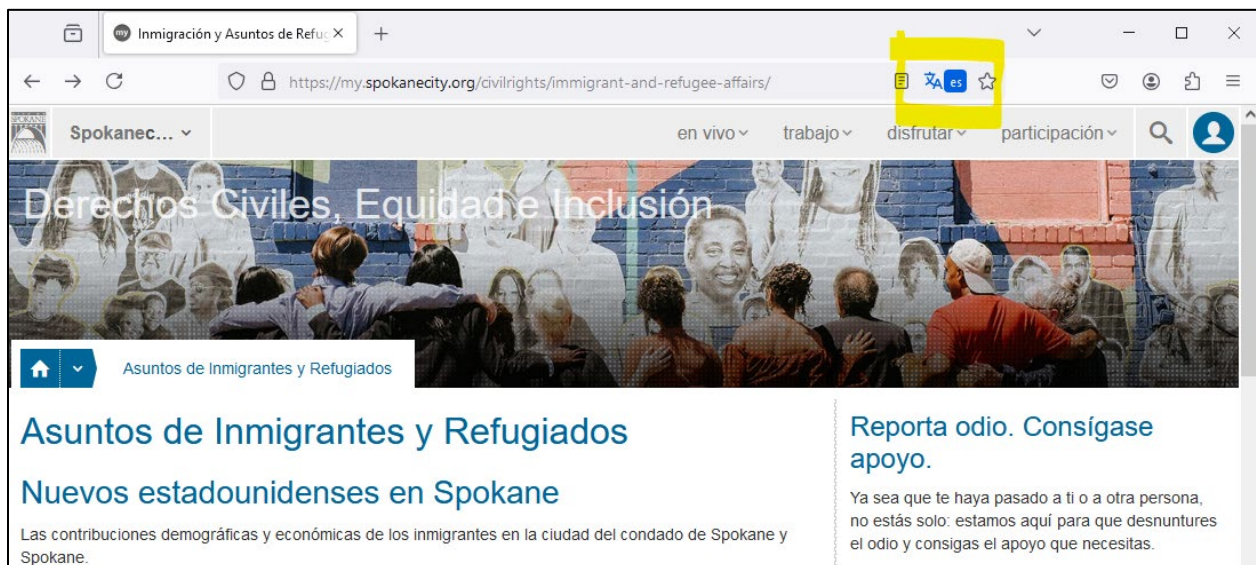 Inmigración y Asuntos de Refug
https://my.spokanecity.org/civilrights/immigrant-and-refugee-affairs/
es
SPOKANE
Spokanec...
en vivo
trabajo
disfrutar
participación
Derechos Civiles, Equidad e Inclusión
Asuntos de Inmigrantes y Refugiados
Asuntos de Inmigrantes y Refugiados
Nuevos estadounidenses en Spokane
Las contribuciones demográficas y económicas de los inmigrantes en la ciudad del condado de Spokane y
Spokane.
Reporta odio. Consígase
apoyo.
Ya sea que te haya pasado a ti o a otra persona,
no estás solo: estamos aquí para que desnuntures
el odio y consigas el apoyo que necesitas.